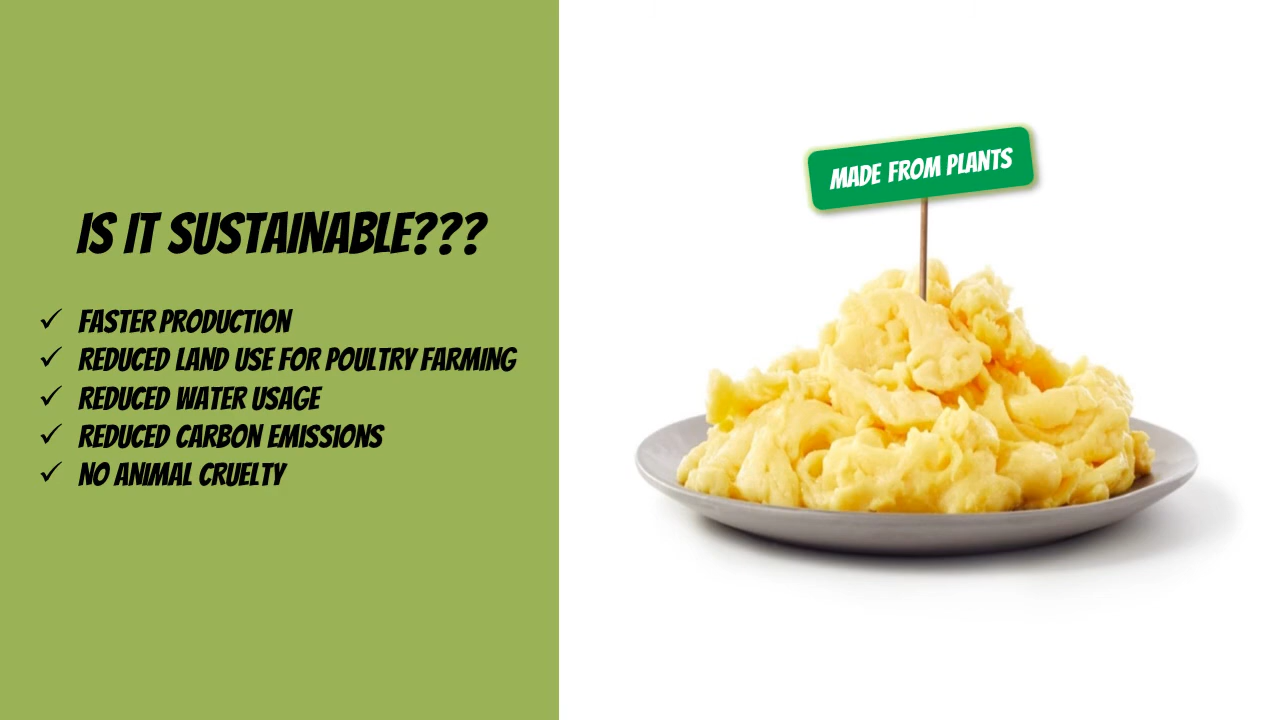 IS IT SUSTAINABLE???
✓ FASTER PRODUCTION
✓ REDUCED LAND USE FOR POULTRY FARMING
✓ REDUCED WATER USAGE
✓ REDUCED CARBON EMISSIONS
✓ NO ANIMAL CRUELTY
MADE FROM PLANTS